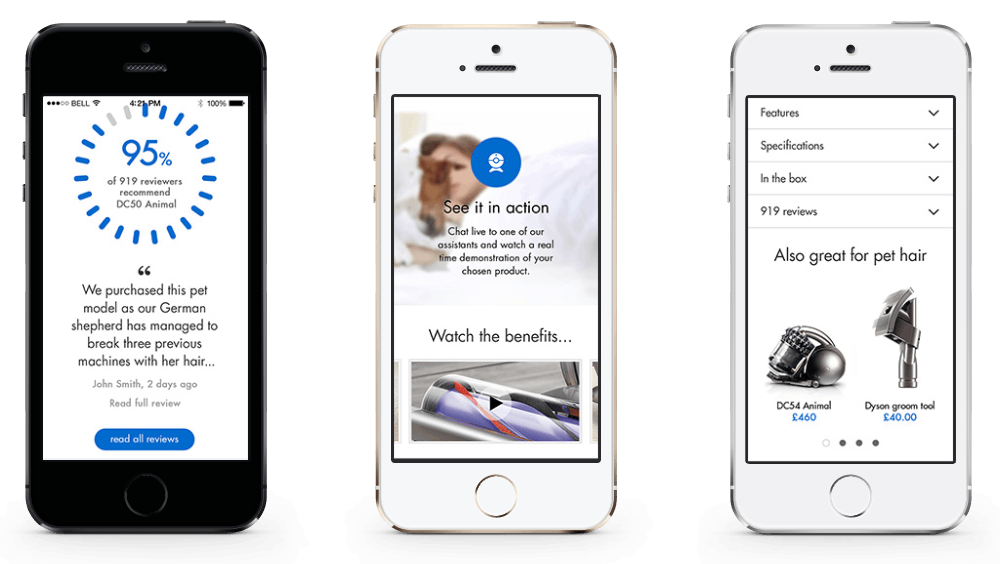 BELL 4:21 PM 100%
95%
of 919 reviewers
recommend
DC50 Animal
“
We purchased this pet
model as our German
shepherd has managed to
break three previous
machines with her hair...
John Smith, 2 days ago
Read full review
read all reviews
See it in action
Chat live to one of our
assistants and watch a real
time demonstration of your
chosen product.
Watch the benefits...
Features
Specifications
In the box
919 reviews
Also great for pet hair
DC54 Animal
£460
Dyson groom tool
£40.00